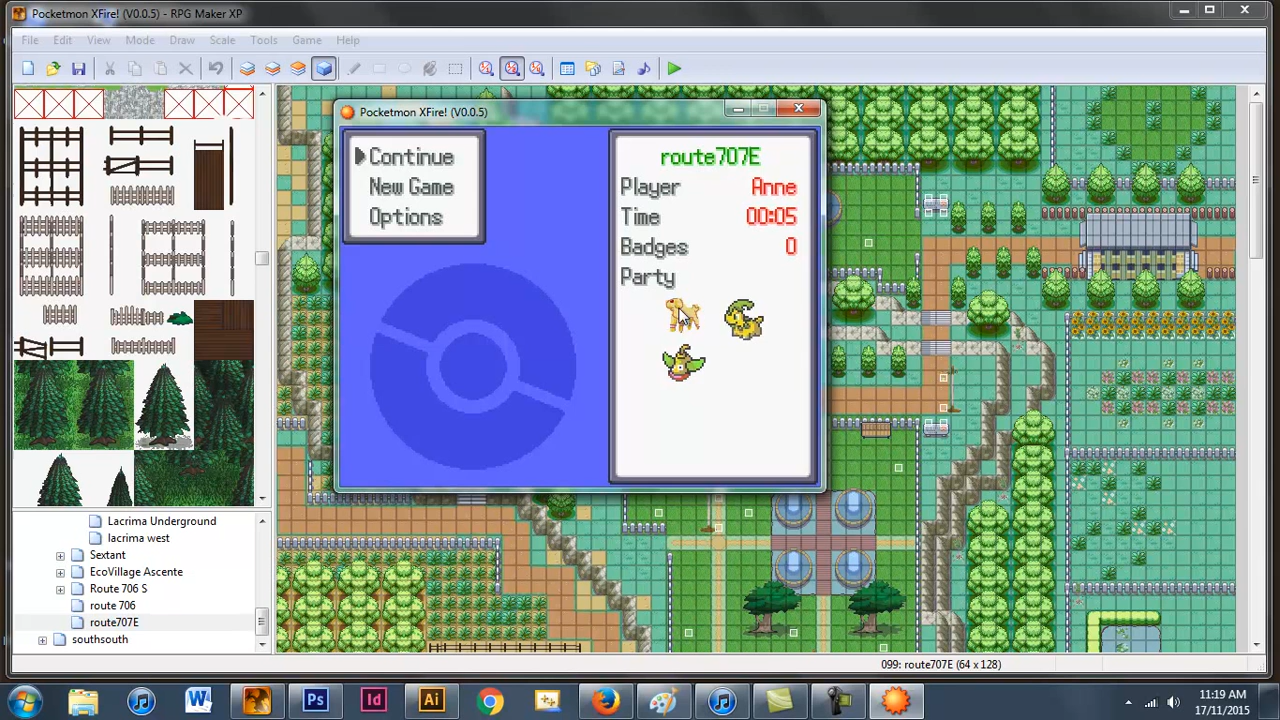 Pocketmon XFire! (V0.0.5) - RPG Maker XP
File Edit View Mode Draw Scale Tools Game Help
Pocketmon XFire! (V0.0.5)
Continue
New Game
Options
route707E
Player Anne
Time 00:05
Badges 0
Party
Lacrima Underground
lacrima west
Sextant
EcoVillage Ascente
Route 706 S
route 706
route707E
southsouth
099: route707E (64 x 128)
W Ps Id Ai
11:19 AM
17/11/2015